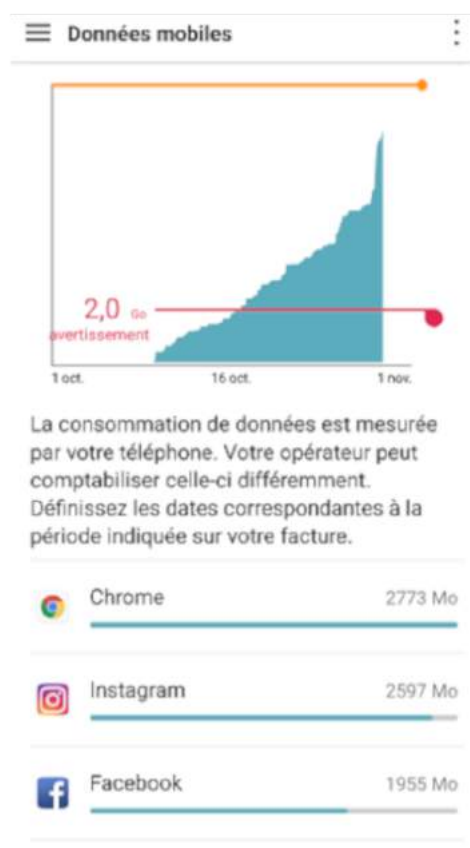 Données mobiles
2,0 Go
avertissement
1 oct.
16 oct.
1 nov.
La consommation de données est mesurée
par votre téléphone. Votre opérateur peut
comptabiliser celle-ci différemment.
Définissez les dates correspondantes à la
période indiquée sur votre facture.
Chrome
2773 Mo
Instagram
2597 Mo
Facebook
1955 Mo